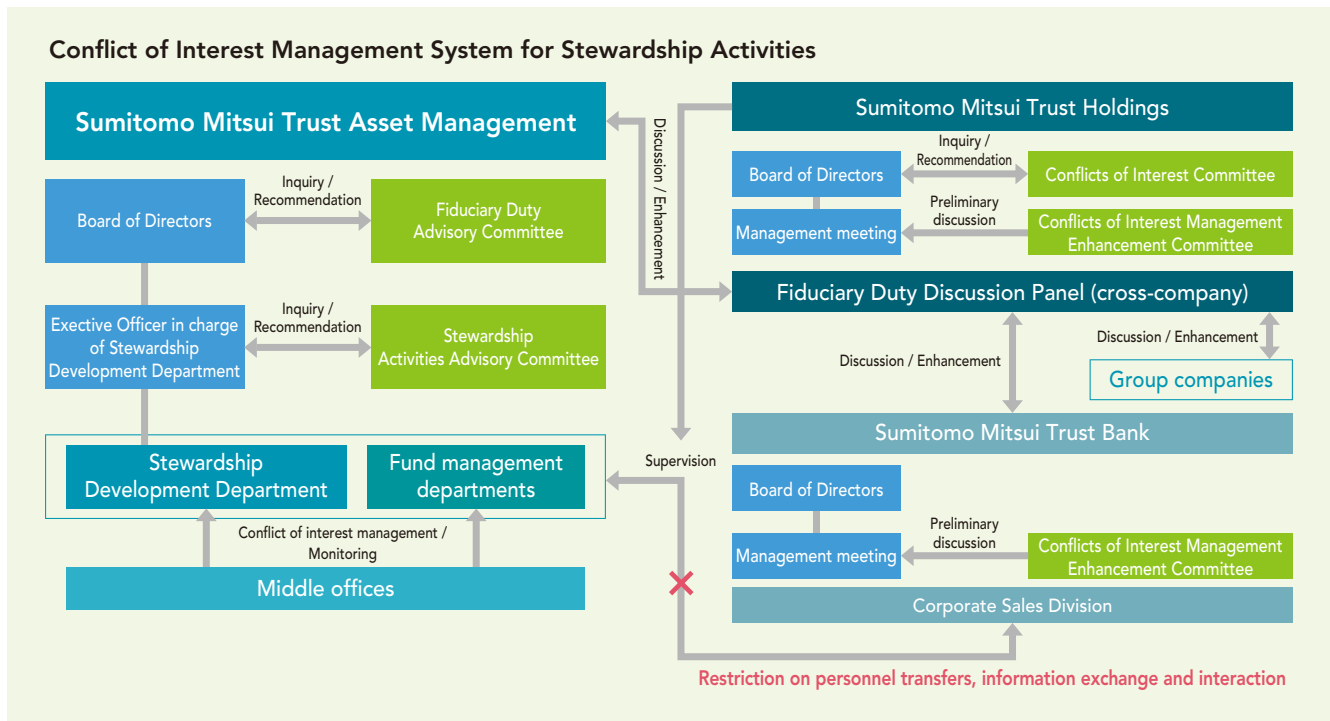 Conflict of Interest Management System for Stewardship Activities
Sumitomo Mitsui Trust Asset Management
Board of Directors
Inquiry /
Recommendation
Fiduciary Duty
Advisory Committee
Exective Officer in charge
of Stewardship
Development Department
Inquiry /
Recommendation
Stewardship
Activities Advisory Committee
Stewardship
Development Department
Fund management
departments
Conflict of interest management /
Monitoring
Middle offices
Discussion / Enhancement
Supervision
Sumitomo Mitsui Trust Holdings
Board of Directors
Inquiry /
Recommendation
Conflicts of Interest Committee
Management meeting
Preliminary
discussion
Conflicts of Interest Management
Enhancement Committee
Fiduciary Duty Discussion Panel (cross-company)
Discussion / Enhancement
Discussion / Enhancement
Group companies
Sumitomo Mitsui Trust Bank
Board of Directors
Management meeting
Preliminary
discussion
Conflicts of Interest Management
Enhancement Committee
Corporate Sales Division
Restriction on personnel transfers, information exchange and interaction